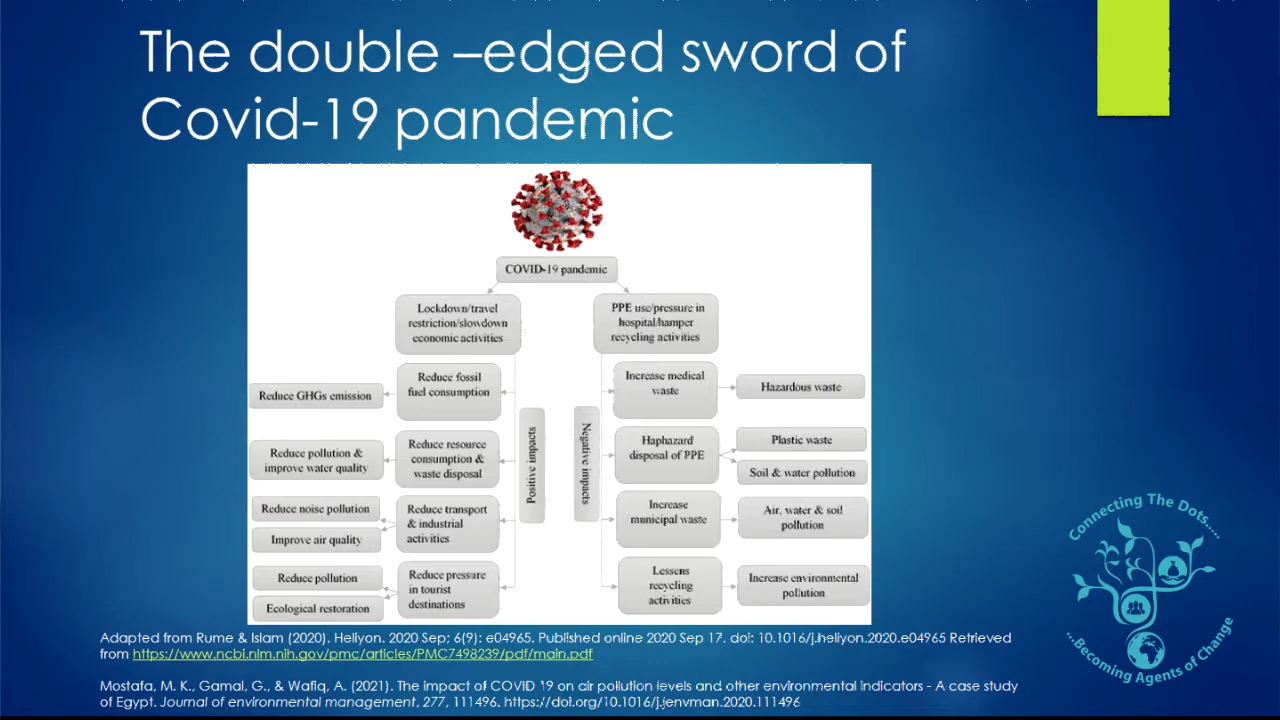 The double –edged sword of
Covid-19 pandemic
COVID-19 pandemic
Lockdown/travel
restriction/slowdown
economic activities
PPE use/pressure in
hospital/hamper
recycling activities
Positive impacts
Reduce fossil
fuel consumption
Reduce GHGs emission
Reduce resource
consumption &
waste disposal
Reduce pollution &
improve water quality
Reduce transport
& industrial
activities
Reduce noise pollution
Improve air quality
Reduce pressure
in tourist
destinations
Reduce pollution
Ecological restoration
Negative impacts
Increase medical
waste
Hazardous waste
Haphazard
disposal of PPE
Plastic waste
Soil & water pollution
Increase
municipal waste
Air, water & soil
pollution
Lessens
recycling
activities
Increase environmental
pollution
Adapted from Rume & Islam (2020). Heliyon. 2020 Sep; 6(9): e04965. Published online 2020 Sep 17. doi: 10.1016/j.heliyon.2020.e04965 Retrieved
from https://www.ncbi.nlm.nih.gov/pmc/articles/PMC7498239/pdf/main.pdf
Mostafa, M. K., Gamal, G., & Wafiq, A. (2021). The impact of COVID 19 on air pollution levels and other environmental indicators - A case study
of Egypt. Journal of environmental management, 277, 111496. https://doi.org/10.1016/j.jenvman.2020.111496
Connecting The Dots.....
...Becoming Agents of Change